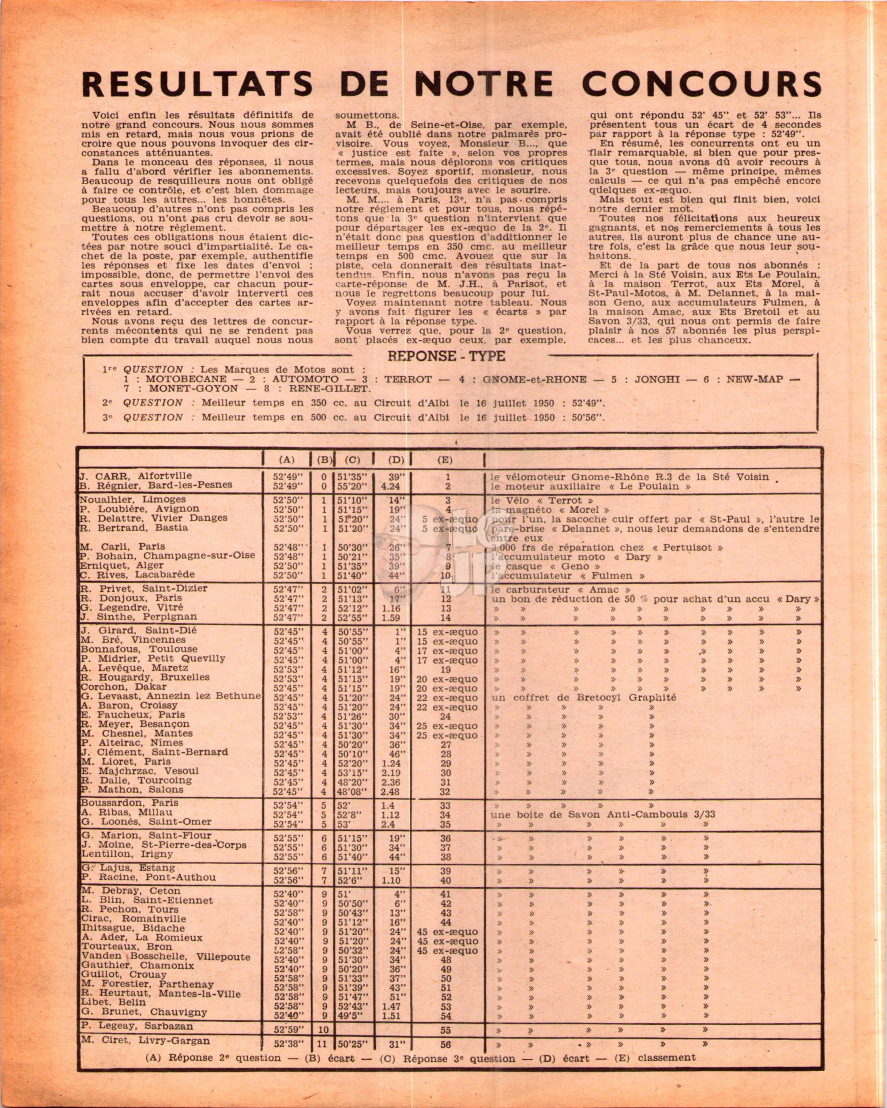 RESULTATS DE NOTRE CONCOURS
Voici enfin les résultats définitifs de
notre grand concours. Nous nous sommes
mis en retard, mais nous vous prions de
croire que nous pouvons invoquer des cir-
constances atténuantes.
Dans le monceau des réponses, il nous
a fallu d'abord vérifier les abonnements.
Beaucoup de resquilleurs nous ont obligé
à faire ce contrôle, et c'est bien dommage
pour tous les autres... les honnêtes.
Beaucoup d'autres n'ont pas compris les
questions, ou n'ont pas cru devoir se sou-
mettre à notre règlement.
Toutes ces obligations nous étaient dic-
tées par notre souci d'impartialité. Le ca-
chet de la poste, par exemple, authentifie
les réponses et fixe les dates d'envoi ;
impossible, donc, de permettre l'envoi des
cartes sous enveloppe, car chacun pour-
rait nous accuser d'avoir interverti ces
enveloppes afin d'accepter des cartes ar-
rivées en retard.
Nous avons reçu des lettres de concur-
rents mécontents qui ne se rendent pas
bien compte du travail auquel nous nous
soumettons.
M B., de Seine-et-Oise, par exemple,
avait été oublié dans notre palmarès pro-
visoire. Vous voyez, Monsieur B..., que
« justice est faite », selon vos propres
termes, mais nous déplorons vos critiques
excessives. Soyez sportif, monsieur, nous
recevons quelquefois des critiques de nos
lecteurs, mais toujours avec le sourire.
M. M.... à Paris, 13e, n'a pas compris
notre règlement et pour tous, nous répé-
tons que la 3e question n'intervient que
pour départager les ex-æquo de la 2e. Il
n'était donc pas question d'additionner le
meilleur temps en 350 cmc. au meilleur
temps en 500 cmc. Avouez que sur la
piste, cela donnerait des résultats inat-
tendus. Enfin, nous n'avons pas reçu la
carte-réponse de M. J.H., à Parisot, et
nous le regrettons beaucoup pour lui.
Voyez maintenant notre tableau. Nous
y avons fait figurer les « écarts » par
rapport à la réponse type.
Vous verrez que, pour la 2e question,
sont placés ex-æquo ceux, par exemple,
qui ont répondu 52' 45" et 52' 53"... Ils
présentent tous un écart de 4 secondes
par rapport à la réponse type : 52'49".
En résumé, les concurrents ont eu un
flair remarquable, si bien que pour pres-
que tous, nous avons dû avoir recours à
la 3e question — même principe, mêmes
calculs — ce qui n'a pas empêché encore
quelques ex-æquo.
Mais tout est bien qui finit bien, voici
notre dernier mot.
Toutes nos félicitations aux heureux
gagnants, et nos remerciements à tous les
autres, ils auront plus de chance une au-
tre fois, c'est la grâce que nous leur sou-
haitons.
Et de la part de tous nos abonnés :
Merci à la Sté Voisin, aux Ets Le Poulain,
à la maison Terrot, aux Ets Morel, à
St-Paul-Motos, à M. Delannet, à la mai-
son Geno, aux accumulateurs Fulmen, à
la maison Amac, aux Ets Bretoil et au
Savon 3/33, qui nous ont permis de faire
plaisir à nos 57 abonnés les plus perspi-
caces... et les plus chanceux.
REPONSE - TYPE
1re QUESTION : Les Marques de Motos sont :
1 : MOTOBECANE — 2 : AUTOMOTO — 3 : TERROT — 4 : GNOME-et-RHONE — 5 : JONGHI — 6 : NEW-MAP —
7 : MONET-GOYON — 8 : RENE-GILLET.
2e QUESTION : Meilleur temps en 350 cc. au Circuit d'Albi le 16 juillet 1950 : 52'49".
3e QUESTION : Meilleur temps en 500 cc. au Circuit d'Albi le 16 juillet 1950 : 50'56".
(A) (B) (C) (D) (E)
J. CARR, Alfortville 52'49" 0 51'35" 39" 1 le vélomoteur Gnome-Rhône R.3 de la Sté Voisin
B. Régnier, Bard-les-Pesnes 52'49" 0 55'20" 4.24 2 le moteur auxiliaire « Le Poulain »
Noualhier, Limoges 52'50" 1 51'10" 14" 3 le Vélo « Terrot »
P. Loubière, Avignon 52'50" 1 51'15" 19" 4 la magnéto « Morel »
R. Delattre, Vivier Danges 52'50" 1 51'20" 24" 5 ex-æquo pour l'un, la sacoche cuir offert par « St-Paul », l'autre le
R. Bertrand, Bastia 52'50" 1 51'20" 24" 5 ex-æquo pare-brise « Delannet », nous leur demandons de s'entendre
entre eux
M. Carli, Paris 52'48" 1 50'30" 26" 7 3.000 frs de réparation chez « Pertuisot »
P. Bohain, Champagne-sur-Oise 52'48" 1 50'21" 35" 8 l'accumulateur moto « Dary »
Erniquet, Alger 52'50" 1 51'35" 39" 9 le casque « Geno »
C. Rives, Lacabarède 52'50" 1 51'40" 44" 10 l'accumulateur « Fulmen »
R. Privet, Saint-Dizier 52'47" 2 51'02" 6" 11 le carburateur « Amac »
R. Donjoux, Paris 52'47" 2 51'13" 17" 12 un bon de réduction de 50 % pour achat d'un accu « Dary »
G. Legendre, Vitré 52'47" 2 52'12" 1.16 13 » » » » » » » » »
J. Sinthe, Perpignan 52'47" 2 52'55" 1.59 14 » » » » » » » » »
J. Girard, Saint-Dié 52'45" 4 50'55" 1" 15 ex-æquo » » » » » » » » »
M. Bré, Vincennes 52'45" 4 50'55" 1" 15 ex-æquo » » » » » » » » »
Bonnafous, Toulouse 52'45" 4 51'00" 4" 17 ex-æquo » » » » » » » » »
P. Midrier, Petit Quevilly 52'45" 4 51'00" 4" 17 ex-æquo » » » » » » » » »
A. Levêque, Maretz 52'53" 4 51'12" 16" 19 » » » » » » » » »
R. Hougardy, Bruxelles 52'53" 4 51'15" 19" 20 ex-æquo » » » » » » » » »
Corchon, Dakar 52'45" 4 51'15" 19" 20 ex-æquo » » » » » » » » »
G. Levaast, Annezin lez Bethune 52'45" 4 51'20" 24" 22 ex-æquo un coffret de Bretocyl Graphité
A. Baron, Croissy 52'45" 4 51'20" 24" 22 ex-æquo » » » » »
E. Faucheux, Paris 52'53" 4 51'26" 30" 24 » » » » »
R. Meyer, Besançon 52'45" 4 51'30" 34" 25 ex-æquo » » » » »
M. Chesnel, Mantes 52'45" 4 51'30" 34" 25 ex-æquo » » » » »
P. Alteirac, Nimes 52'45" 4 50'20" 36" 27 » » » » »
J. Clément, Saint-Bernard 52'45" 4 50'10" 46" 28 » » » » »
M. Lioret, Paris 52'45" 4 52'20" 1.24 29 » » » » »
E. Majchrzac, Vesoul 52'45" 4 53'15" 2.19 30 » » » » »
R. Dalle, Tourcoing 52'45" 4 48'20" 2.36 31 » » » » »
P. Mathon, Salons 52'45" 4 48'08" 2.48 32 » » » » »
Boussardon, Paris 52'54" 5 52' 1.4 33 » » » » »
A. Ribas, Millau 52'54" 5 52'8" 1.12 34 une boite de Savon Anti-Cambouis 3/33
G. Loonés, Saint-Omer 52'54" 5 53' 2.4 35 » » » » » »
G. Marion, Saint-Flour 52'55" 6 51'15" 19" 36 » » » » » »
J. Moine, St-Pierre-des-Corps 52'55" 6 51'30" 34" 37 » » » » » »
Lentillon, Irigny 52'55" 6 51'40" 44" 38 » » » » » »
G. Lajus, Estang 52'56" 7 51'11" 15" 39 » » » » » »
P. Racine, Pont-Authou 52'56" 7 52'6" 1.10 40 » » » » » »
M. Debray, Ceton 52'40" 9 51' 4" 41 » » » » » »
L. Blin, Saint-Etiennet 52'40" 9 50'50" 6" 42 » » » » » »
R. Pechon, Tours 52'58" 9 50'43" 13" 43 » » » » » »
Cirac, Romainville 52'40" 9 51'12" 16" 44 » » » » » »
Ihitsague, Bidache 52'40" 9 51'20" 24" 45 ex-æquo » » » » » »
A. Ader, La Romieux 52'40" 9 51'20" 24" 45 ex-æquo » » » » » »
Tourteaux, Bron 52'58" 9 50'32" 24" 45 ex-æquo » » » » » »
Vanden Bosschelle, Villepoute 52'40" 9 51'30" 34" 48 » » » » » »
Gauthier, Chamonix 52'40" 9 50'20" 36" 49 » » » » » »
Guillot, Crouay 52'58" 9 51'33" 37" 50 » » » » » »
M. Forestier, Parthenay 52'58" 9 51'39" 43" 51 » » » » » »
R. Heurtaut, Mantes-la-Ville 52'58" 9 51'47" 51" 52 » » » » » »
Libet, Belin 52'58" 9 52'43" 1.47 53 » » » » » »
G. Brunet, Chauvigny 52'40" 9 49'5" 1.51 54 » » » » » »
P. Legeay, Sarbazan 52'59" 10 55 » » » » » »
M. Ciret, Livry-Gargan 52'38" 11 50'25" 31" 56 » » » » » »
(A) Réponse 2e question — (B) écart — (C) Réponse 3e question — (D) écart — (E) classement